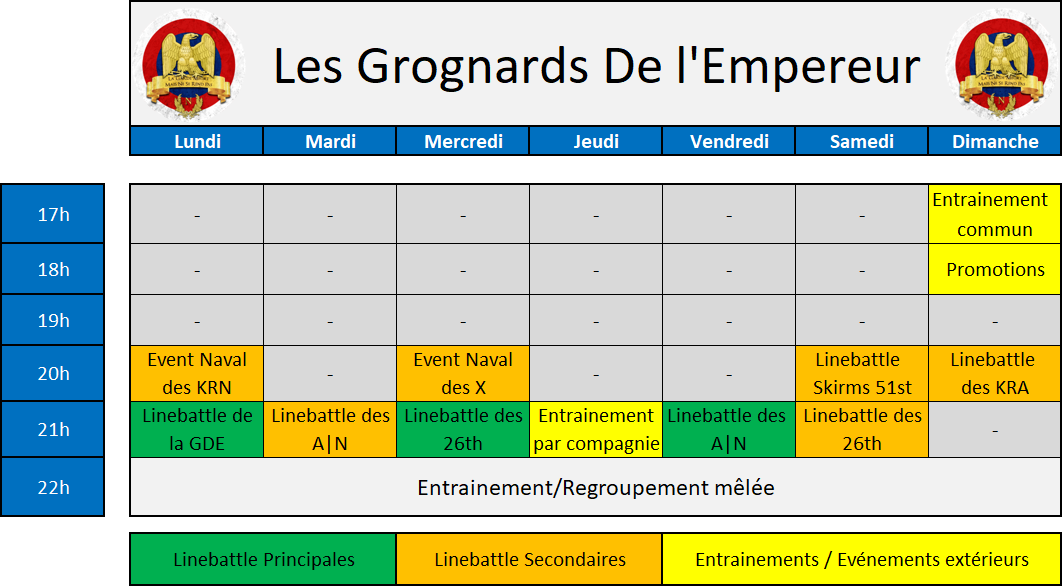 Les Grognards De l'Empereur
Lundi Mardi Mercredi Jeudi Vendredi Samedi Dimanche
17h - - - - - - Entrainement
commun
18h - - - - - - Promotions
19h - - - - - - -
20h Event Naval
des KRN
-
Event Naval
des X
- -
Linebattle
Skirms 51st
Linebattle
des KRA
21h Linebattle de
la GDE
Linebattle des
A|N
Linebattle des
26th
Entrainement
par compagnie
Linebattle des
A|N
Linebattle des
26th
-
22h Entrainement/Regroupement mêlée
Linebattle Principales Linebattle Secondaires Entrainements / Evénements extérieurs